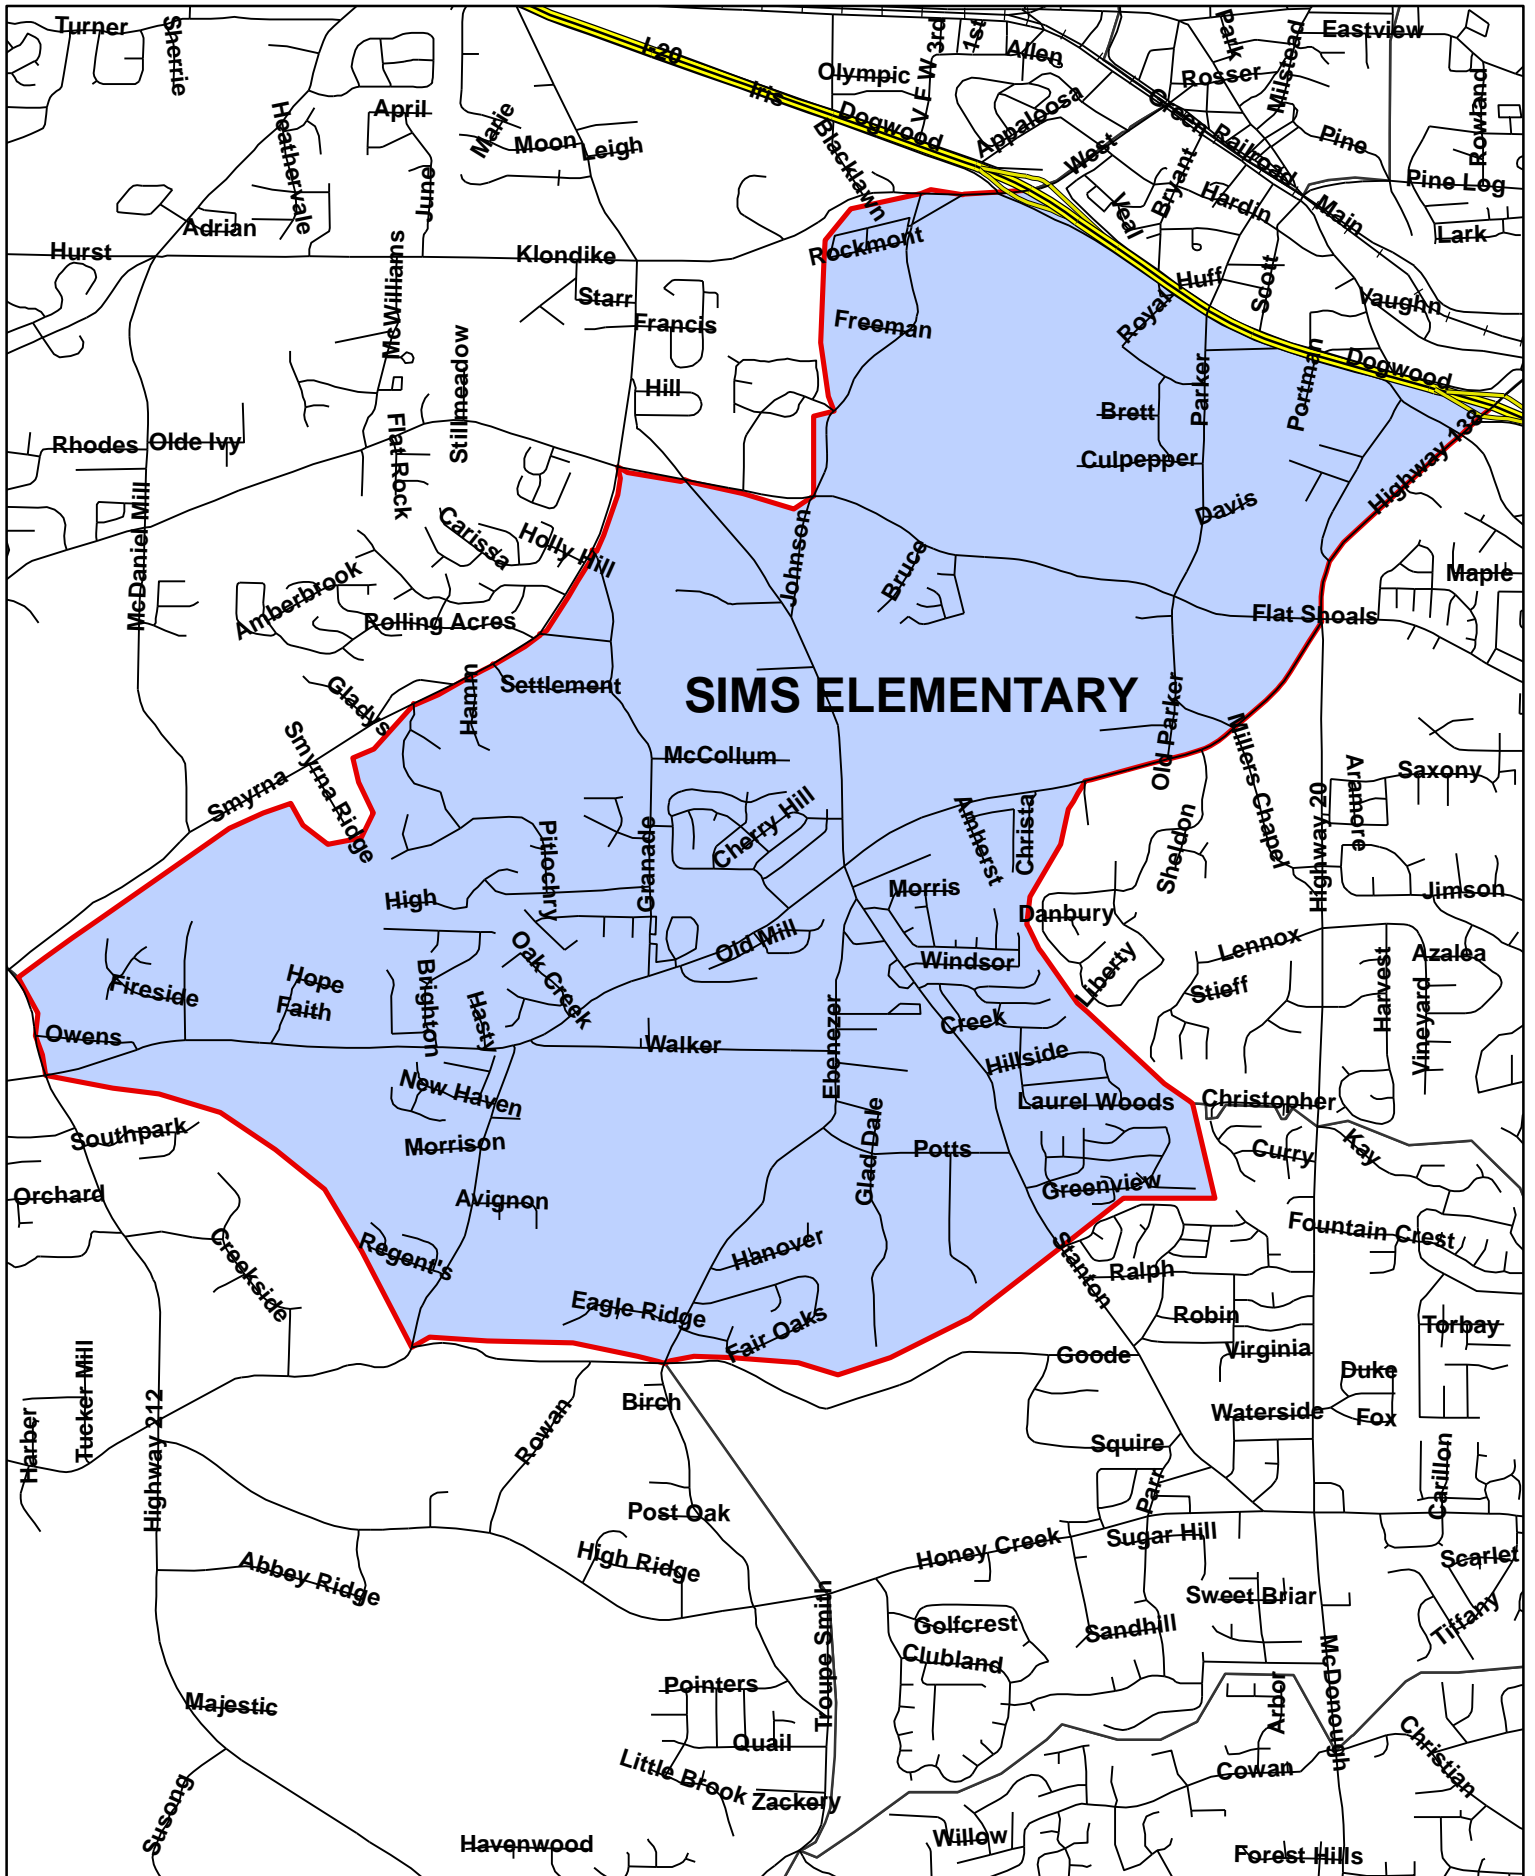 Turner
Sherrie
I-20
Iris
Olympic
V F W
3rd
1st
Allen
Park
Rosser
Milstead
Eastview
Rowland
Heathervale
April
Marie
Moon
Leigh
Dogwood
Blacklawn
Appaloosa
West
Green
Railroad
Pine
Pine Log
June
Adrian
Hurst
Klondike
Rockmont
Veal
Bryant
Hardin
Main
Lark
McWilliams
Starr
Francis
Freeman
Royal
Huff
Scott
Vaughn
Stillmeadow
Hill
Parker
Portman
Dogwood
Rhodes
Olde Ivy
Flat Rock
Brett
Culpepper
Highway 138
McDaniel Mill
Carissa
Holly Hill
Johnson
Bruce
Davis
Maple
Amberbrook
Rolling Acres
Flat Shoals
Gladys
Hamm
Settlement
SIMS ELEMENTARY
Old Parker
Millers Chapel
Smyrna
Smyrna Ridge
McCollum
Highway 20
Aramore
Saxony
Pitlochry
Granade
Cherry Hill
Amherst
Christa
Sheldon
High
Morris
Danbury
Jimson
Fireside
Hope
Faith
Brighton
Hasty
Oak Creek
Old Mill
Windsor
Liberty
Lennox
Stieff
Harvest
Azalea
Vineyard
Owens
Walker
Ebenezer
Creek
Hillside
New Haven
Laurel Woods
Christopher
Southpark
Morrison
Glad Dale
Potts
Curry
Kay
Orchard
Avignon
Greenview
Fountain Crest
Creekside
Regent's
Hanover
Stanton
Ralph
Eagle Ridge
Fair Oaks
Robin
Torbay
Tucker Mill
Goode
Virginia
Duke
Harber
Highway 212
Birch
Rowan
Waterside
Fox
Squire
Parr
Carillon
Post Oak
High Ridge
Honey Creek
Sugar Hill
Scarlet
Abbey Ridge
Troupe Smith
Golfcrest
Clubland
Sandhill
Sweet Briar
Tiffany
Majestic
Pointers
Arbor
McDonough
Christian
Quail
Little Brook
Cowan
Susong
Zackery
Havenwood
Willow
Forest Hills